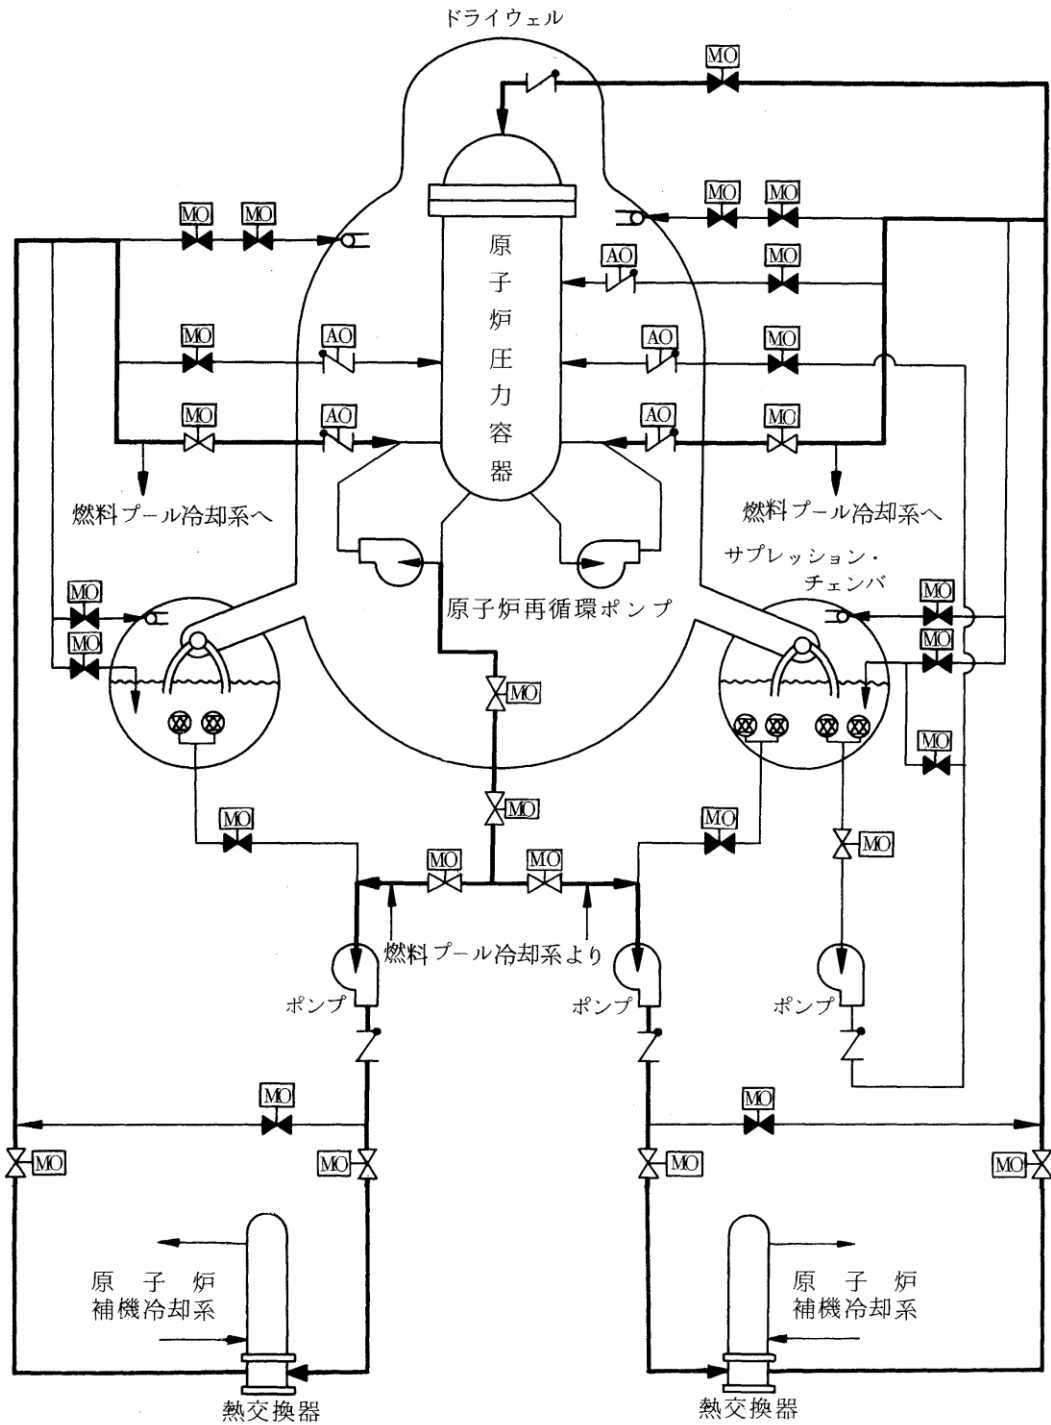 ドライウェル
MO
MO
MO
MO
MO
原子炉圧力容器
AO
MO
MO
AO
AO
MO
MO
AO
AO
MO
燃料プール冷却系へ
燃料プール冷却系へ
サプレッション・
チェンバ
MO
MO
原子炉再循環ポンプ
MO
MO
MO
MO
MO
MO
MO
MO
MO
MO
燃料プール冷却系より
ポンプ
ポンプ
ポンプ
MO
MO
MO
MO
MO
MO
原子炉
補機冷却系
原子炉
補機冷却系
熱交換器
熱交換器